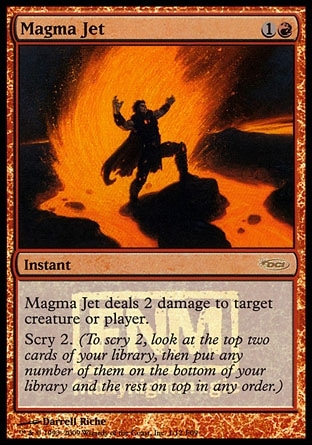 Magma Jet 1
Instant
DCI
Magma Jet deals 2 damage to target
creature or player.
Scry 2. (To scry 2, look at the top two
cards of your library, then put any
number of them on the bottom of your
library and the rest on top in any order.)
FNM
Darrell Riche